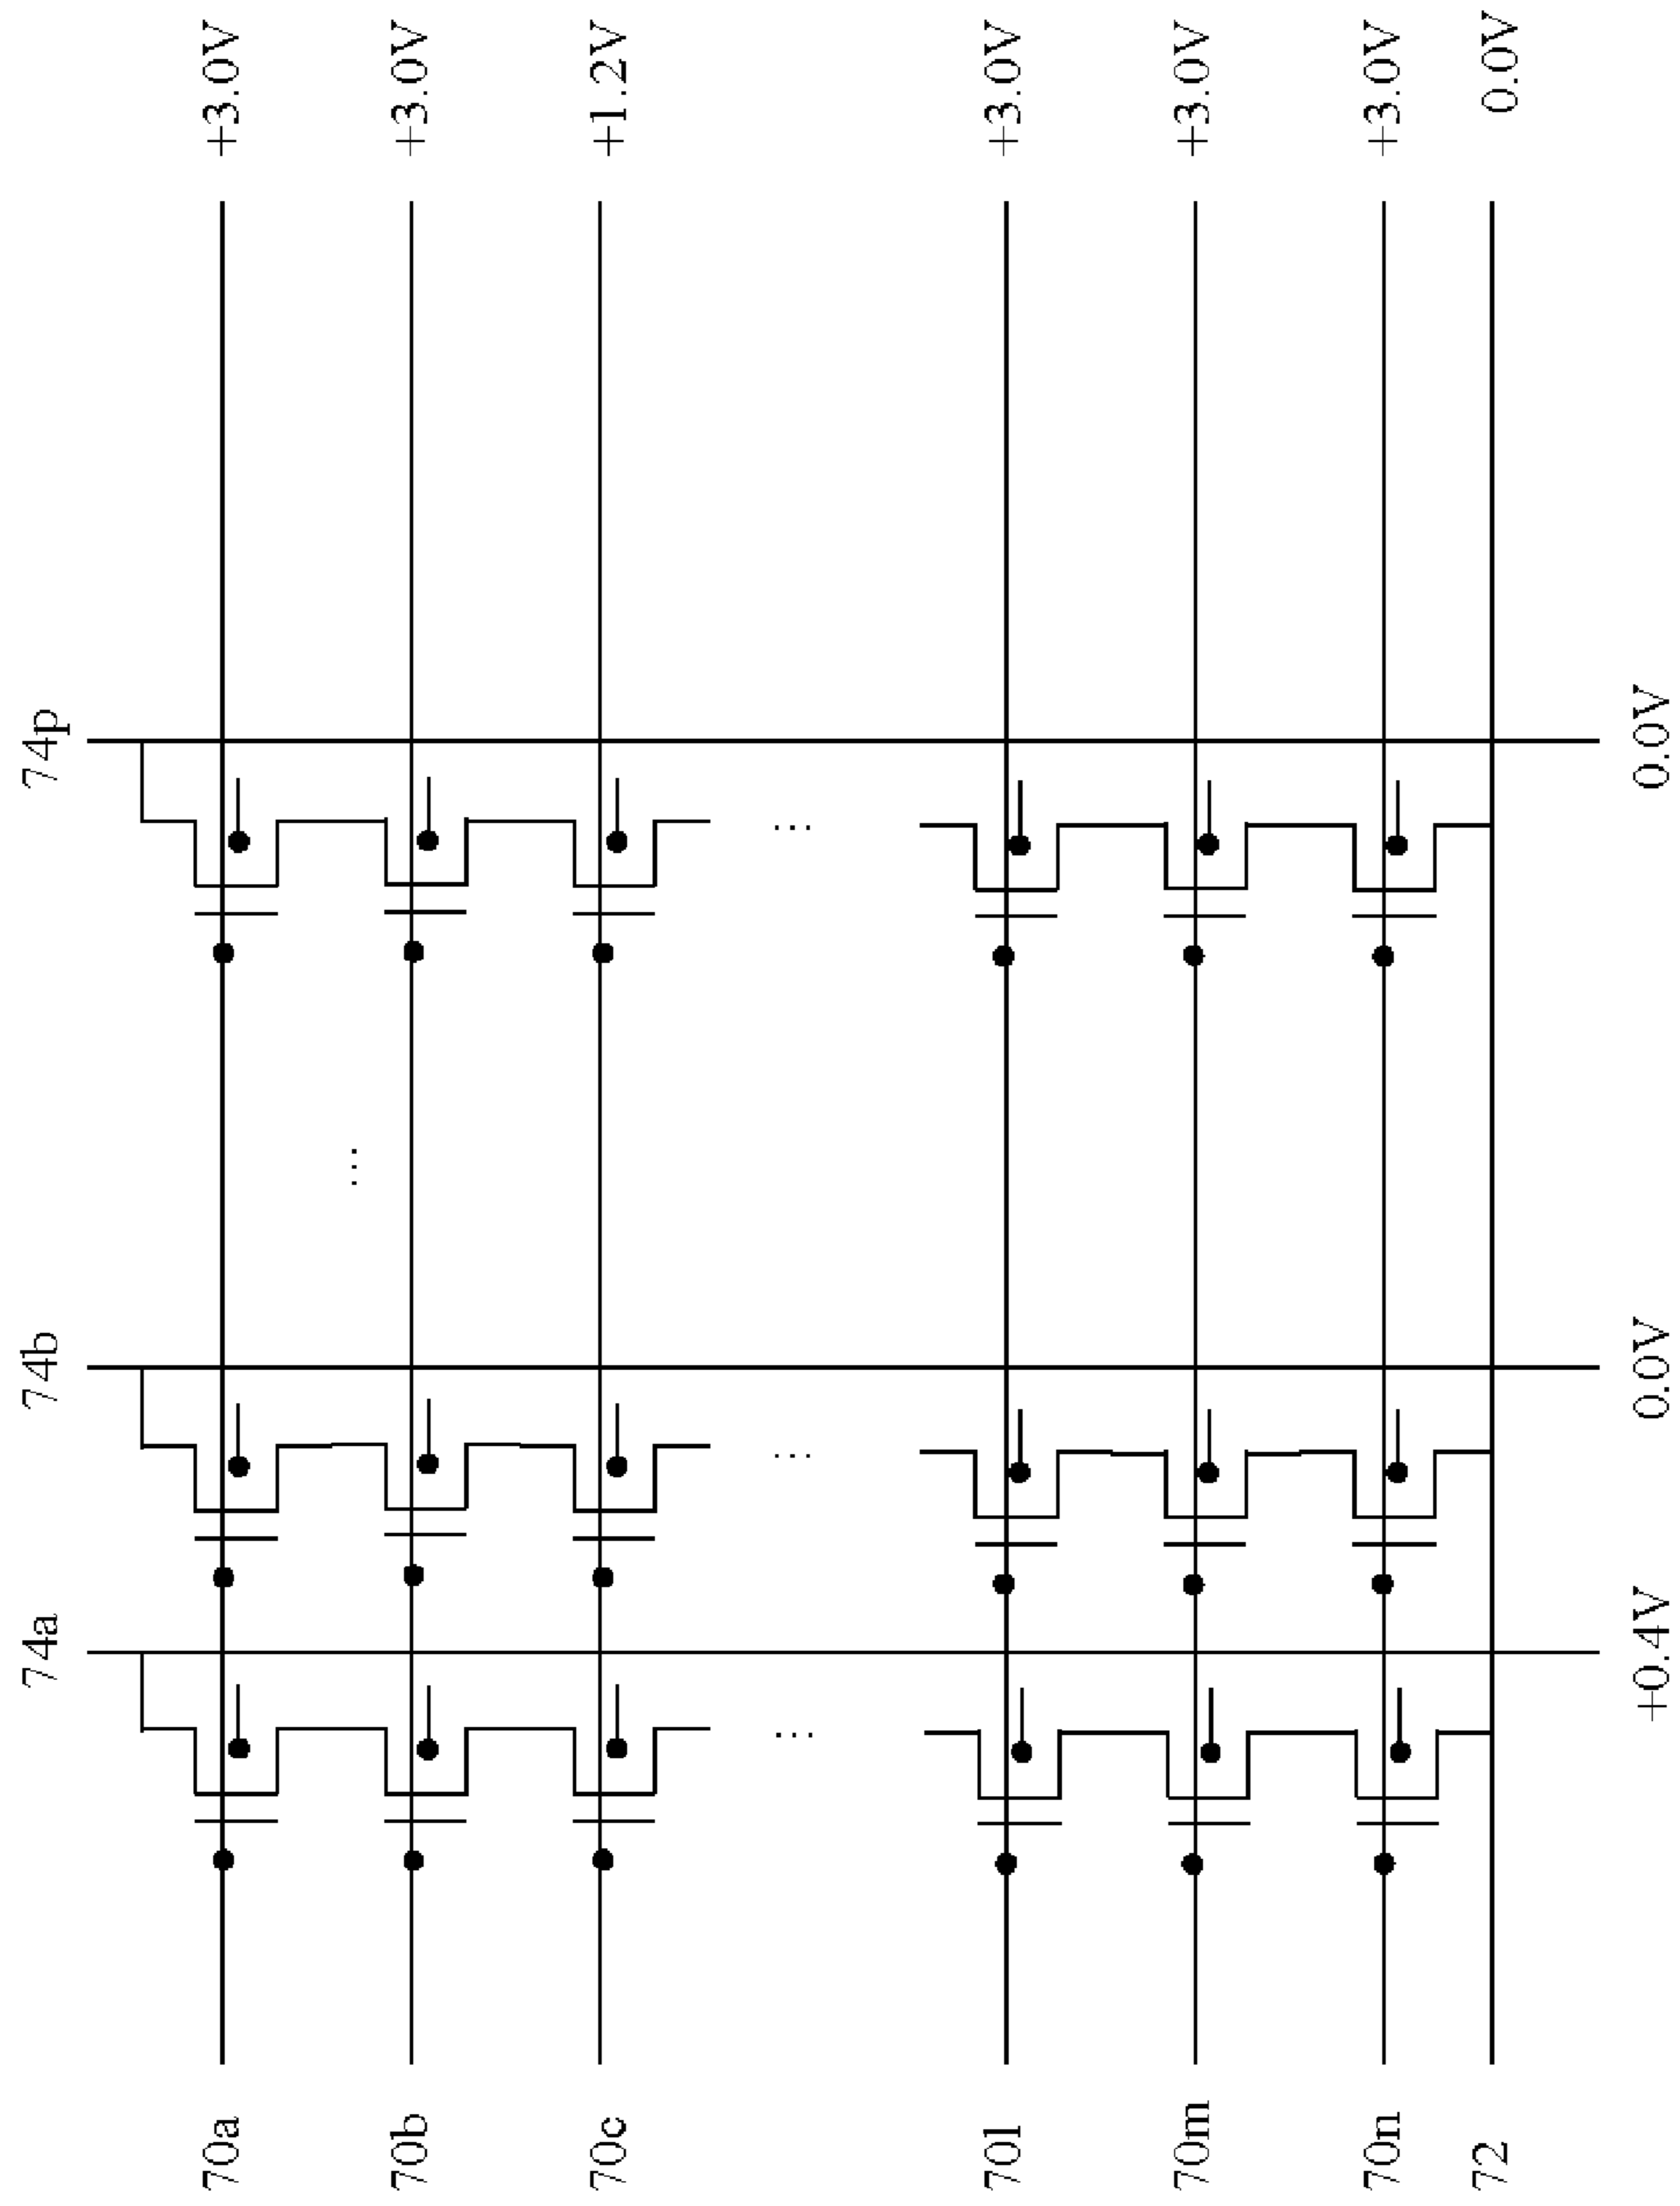 74a 74b ... 74p
70a +3.0V
70b +3.0V
...
70c +1.2V
... ... ...
70l +3.0V
70m +3.0V
70n +3.0V
72 0.0V
+0.4V 0.0V 0.0V